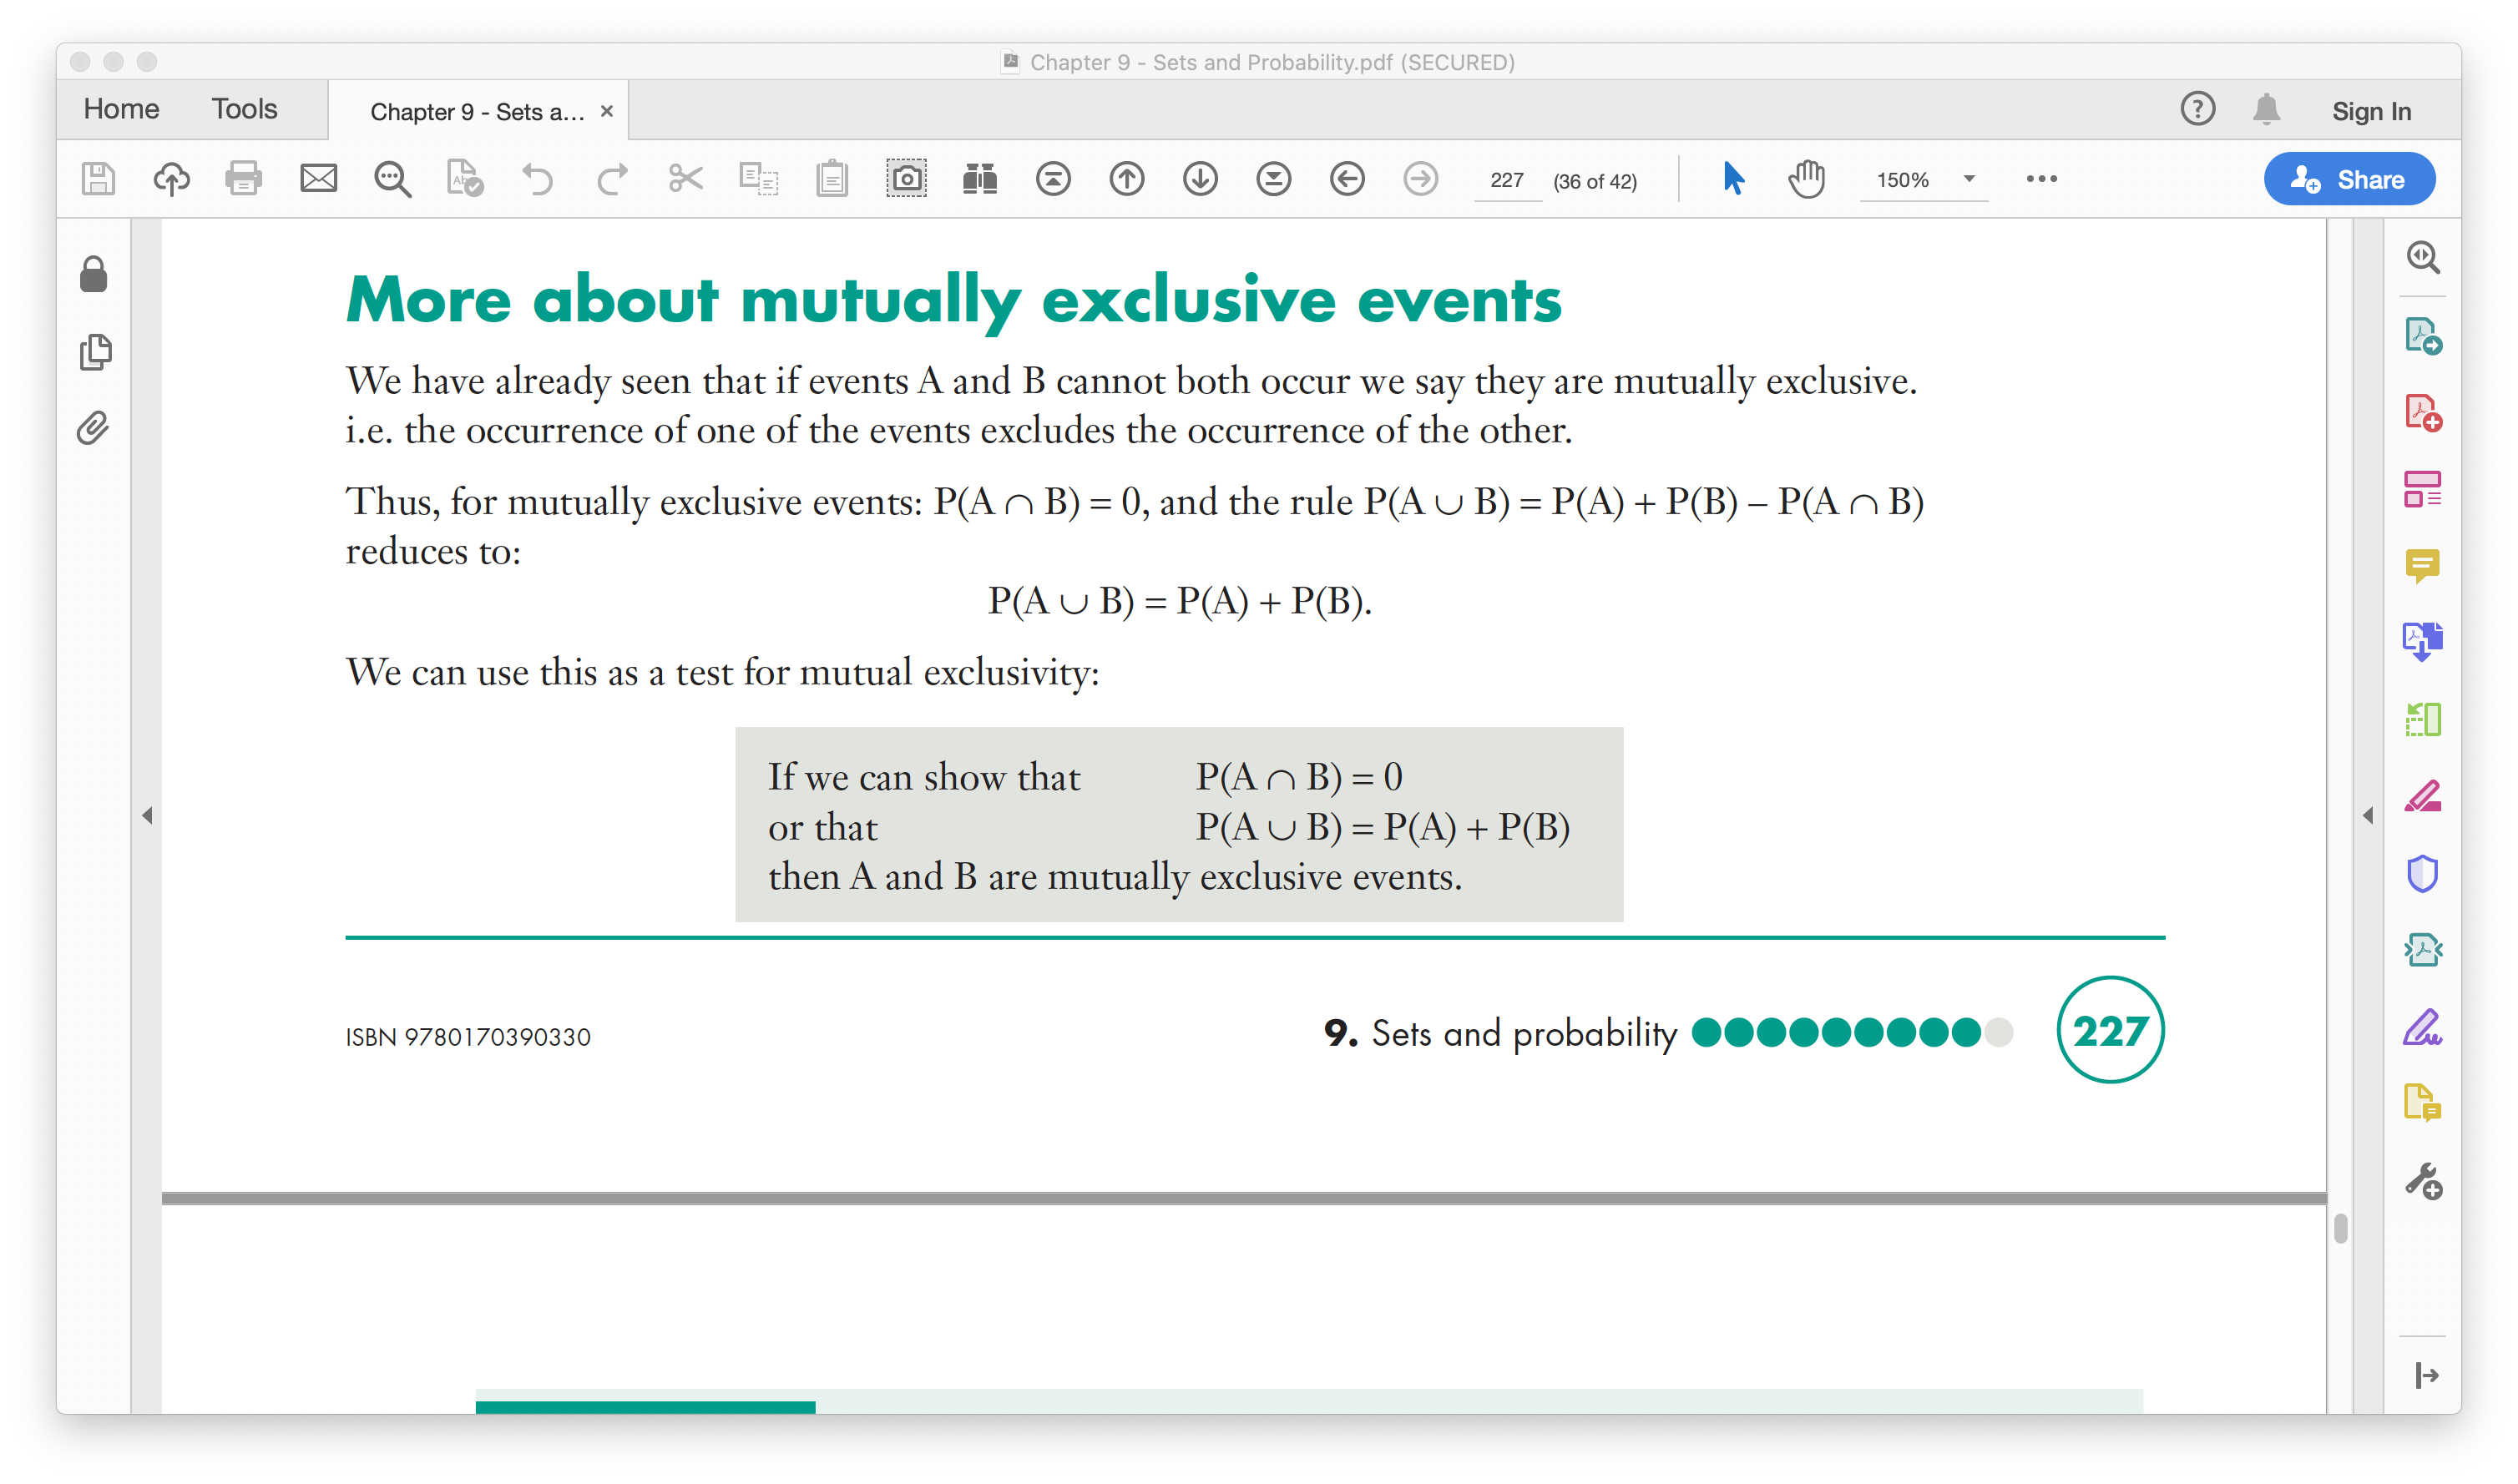 Chapter 9 - Sets and Probability.pdf (SECURED)
Home Tools Chapter 9 - Sets a... × Sign In
227 (36 of 42) 150% Share
More about mutually exclusive events
We have already seen that if events A and B cannot both occur we say they are mutually exclusive.
i.e. the occurrence of one of the events excludes the occurrence of the other.
Thus, for mutually exclusive events: P(A ∩ B) = 0, and the rule P(A ∪ B) = P(A) + P(B) – P(A ∩ B)
reduces to:
P(A ∪ B) = P(A) + P(B).
We can use this as a test for mutual exclusivity:
If we can show that P(A ∩ B) = 0
or that P(A ∪ B) = P(A) + P(B)
then A and B are mutually exclusive events.
ISBN 9780170390330 9. Sets and probability 227